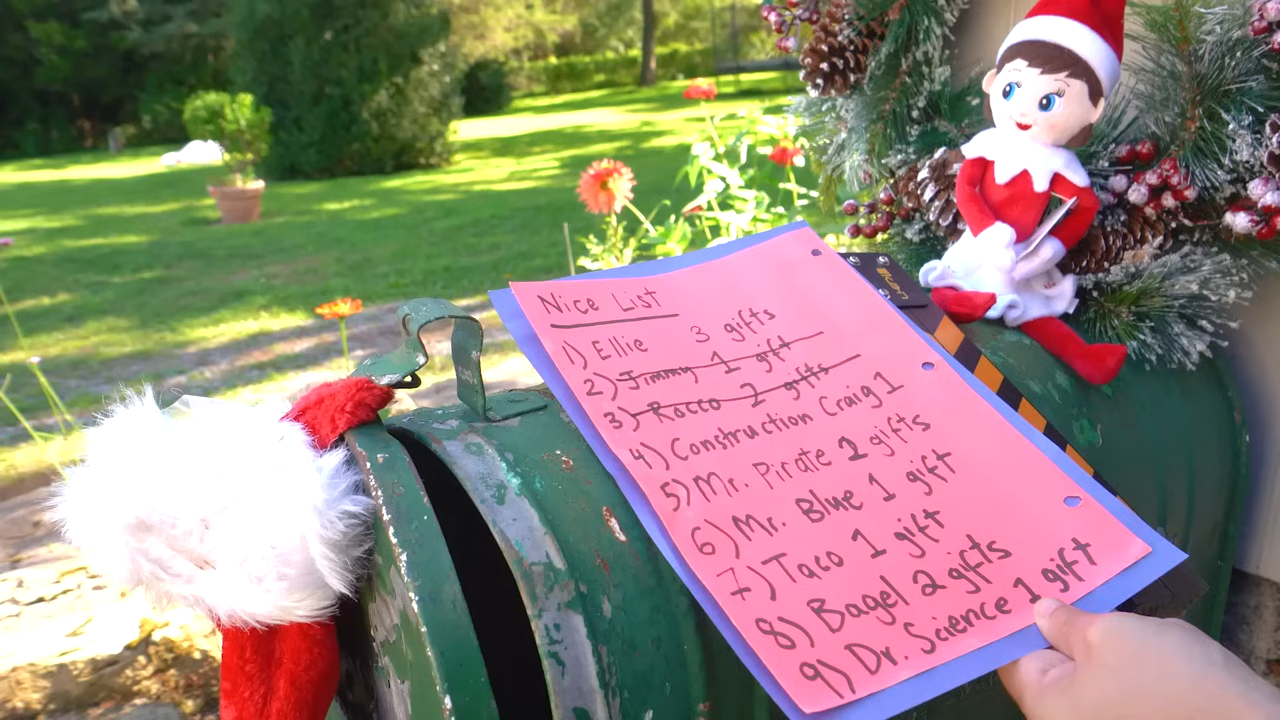 Nice List
1) Ellie 3 gifts
2) Jimmy 1 gift
3) Rocco 2 gifts
4) Construction Craig 1
5) Mr. Pirate 2 gifts
6) Mr. Blue 1 gift
7) Taco 1 gift
8) Bagel 2 gifts
9) Dr. Science 1 gift